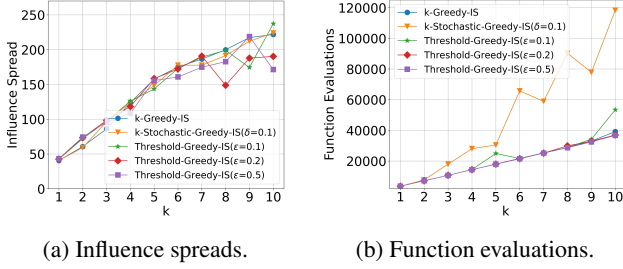 250
200
150
100
50
0
Influence Spread
k-Greedy-IS
k-Stochastic-Greedy-IS(δ=0.1)
Threshold-Greedy-IS(ε=0.1)
Threshold-Greedy-IS(ε=0.2)
Threshold-Greedy-IS(ε=0.5)
1 2 3 4 5 6 7 8 9 10
k
(a) Influence spreads.
120000
100000
80000
60000
40000
20000
Function Evaluations
k-Greedy-IS
k-Stochastic-Greedy-IS(δ=0.1)
Threshold-Greedy-IS(ε=0.1)
Threshold-Greedy-IS(ε=0.2)
Threshold-Greedy-IS(ε=0.5)
1 2 3 4 5 6 7 8 9 10
k
(b) Function evaluations.